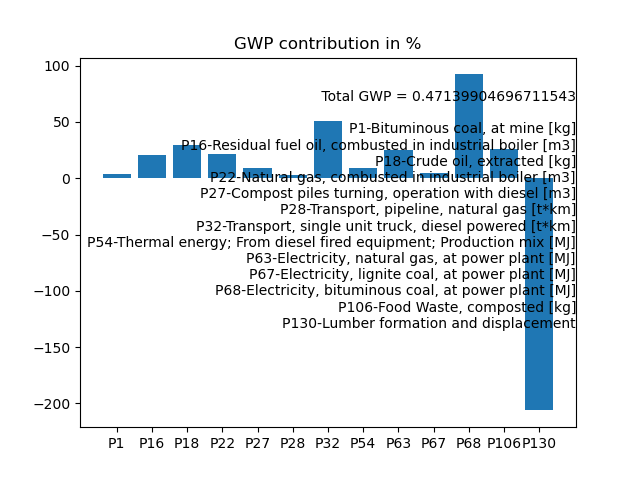 GWP contribution in %
100
50
0
−50
−100
−150
−200
Total GWP = 0.47139904696711543
P1-Bituminous coal, at mine [kg]
P16-Residual fuel oil, combusted in industrial boiler [m3]
P18-Crude oil, extracted [kg]
P22-Natural gas, combusted in industrial boiler [m3]
P27-Compost piles turning, operation with diesel [m3]
P28-Transport, pipeline, natural gas [t*km]
P32-Transport, single unit truck, diesel powered [t*km]
P54-Thermal energy; From diesel fired equipment; Production mix [MJ]
P63-Electricity, natural gas, at power plant [MJ]
P67-Electricity, lignite coal, at power plant [MJ]
P68-Electricity, bituminous coal, at power plant [MJ]
P106-Food Waste, composted [kg]
P130-Lumber formation and displacement
P1 P16 P18 P22 P27 P28 P32 P54 P63 P67 P68 P106 P130